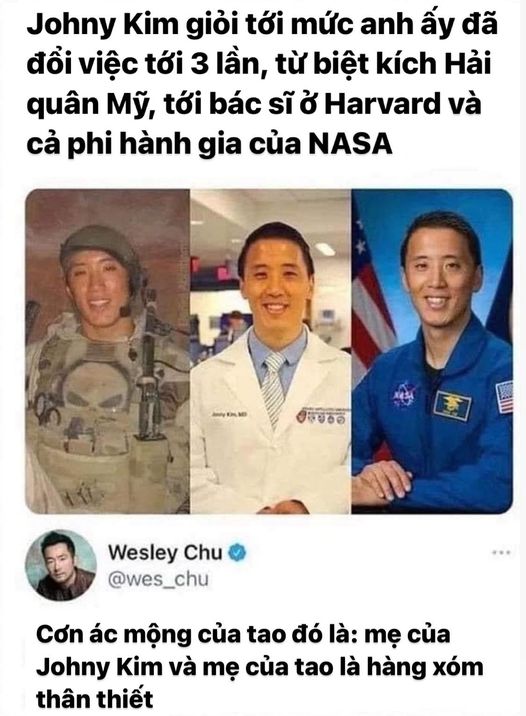 Johny Kim giỏi tới mức anh ấy đã
đổi việc tới 3 lần, từ biệt kích Hải
quân Mỹ, tới bác sĩ ở Harvard và
cả phi hành gia của NASA
Jonny Kim, MD
NASA
Wesley Chu
@wes_chu
Cơn ác mộng của tao đó là: mẹ của
Johny Kim và mẹ của tao là hàng xóm
thân thiết